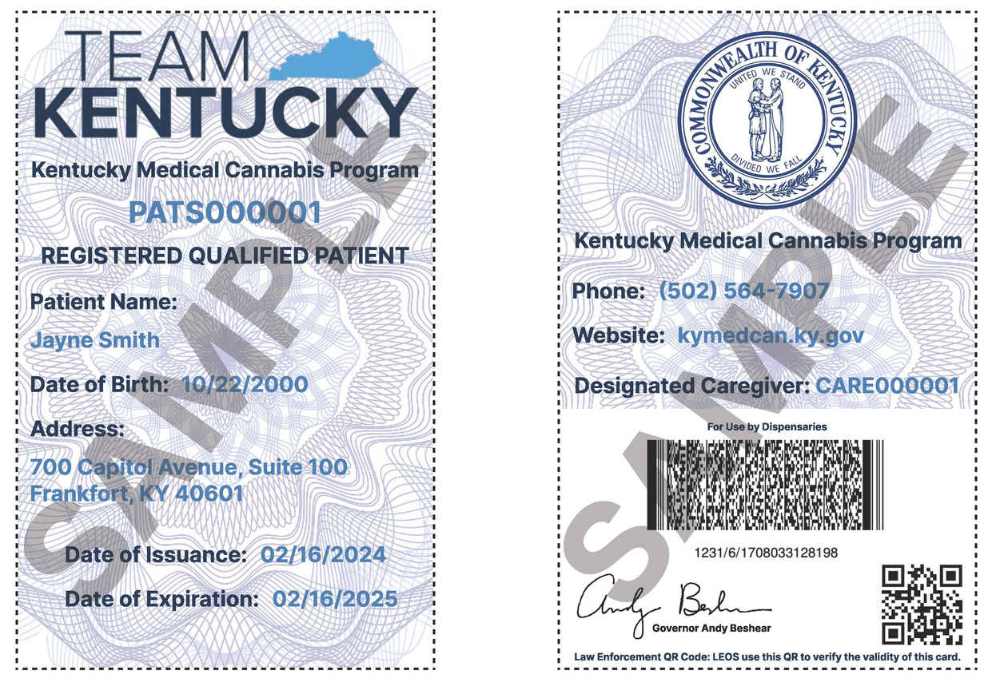 TEAM
KENTUCKY
Kentucky Medical Cannabis Program
PATS000001
REGISTERED QUALIFIED PATIENT
Patient Name:
Jayne Smith
Date of Birth: 10/22/2000
Address:
700 Capitol Avenue, Suite 100
Frankfort, KY 40601
Date of Issuance: 02/16/2024
Date of Expiration: 02/16/2025
SAMPLE
COMMONWEALTH OF KENTUCKY
UNITED WE STAND
DIVIDED WE FALL
Kentucky Medical Cannabis Program
Phone: (502) 564-7907
Website: kymedcan.ky.gov
Designated Caregiver: CARE000001
For Use by Dispensaries
1231/6/1708033128198
Andy Beshear
Governor Andy Beshear
Law Enforcement QR Code: LEOS use this QR to verify the validity of this card.
SAMPLE